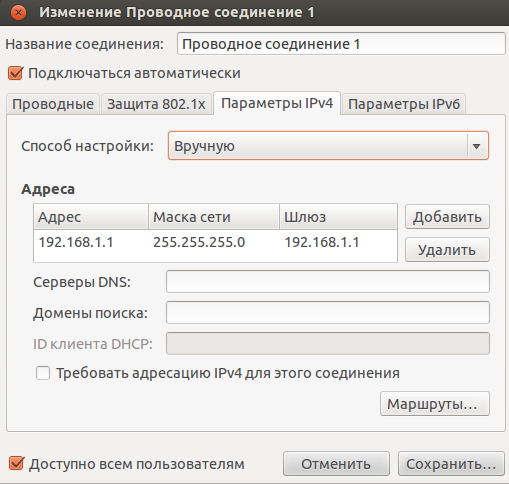 Изменение Проводное соединение 1
Название соединения: Проводное соединение 1
Подключаться автоматически
Проводные Защита 802.1x Параметры IPv4 Параметры IPv6
Способ настройки: Вручную
Адреса
Адрес Маска сети Шлюз Добавить
192.168.1.1 255.255.255.0 192.168.1.1 Удалить
Серверы DNS:
Домены поиска:
ID клиента DHCP:
Требовать адресацию IPv4 для этого соединения
Маршруты...
Доступно всем пользователям Отменить Сохранить...